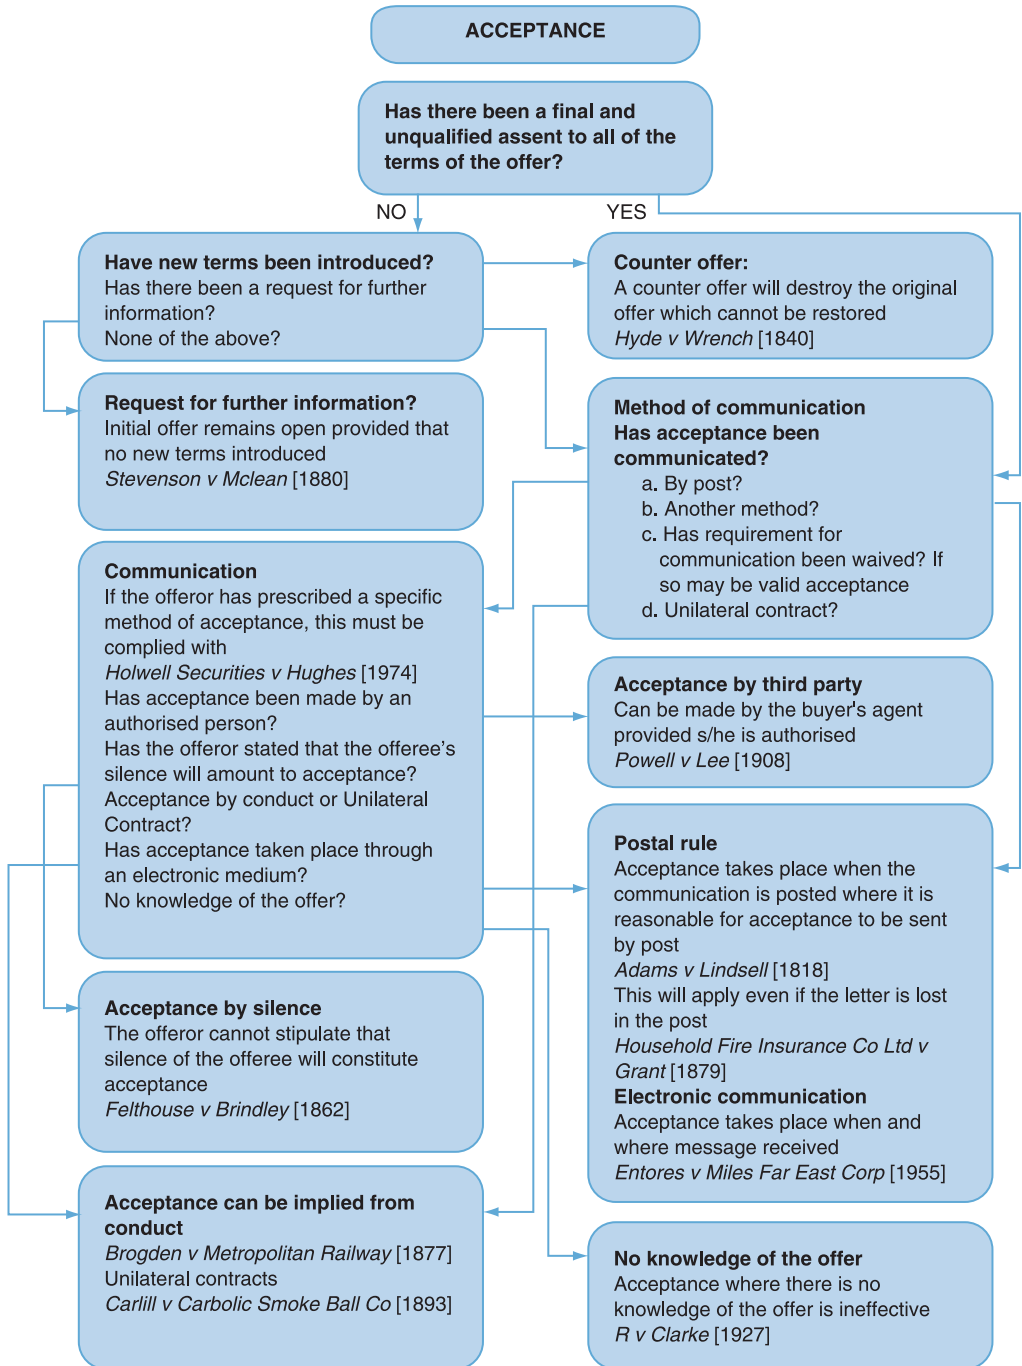 ACCEPTANCE
Has there been a final and
unqualified assent to all of the
terms of the offer?
NO
YES
Have new terms been introduced?
Has there been a request for further
information?
None of the above?
Counter offer:
A counter offer will destroy the original
offer which cannot be restored
Hyde v Wrench [1840]
Request for further information?
Initial offer remains open provided that
no new terms introduced
Stevenson v Mclean [1880]
Method of communication
Has acceptance been
communicated?
a. By post?
b. Another method?
c. Has requirement for
communication been waived? If
so may be valid acceptance
d. Unilateral contract?
Communication
If the offeror has prescribed a specific
method of acceptance, this must be
complied with
Holwell Securities v Hughes [1974]
Has acceptance been made by an
authorised person?
Has the offeror stated that the offeree’s
silence will amount to acceptance?
Acceptance by conduct or Unilateral
Contract?
Has acceptance taken place through
an electronic medium?
No knowledge of the offer?
Acceptance by third party
Can be made by the buyer's agent
provided s/he is authorised
Powell v Lee [1908]
Postal rule
Acceptance takes place when the
communication is posted where it is
reasonable for acceptance to be sent
by post
Adams v Lindsell [1818]
This will apply even if the letter is lost
in the post
Household Fire Insurance Co Ltd v
Grant [1879]
Electronic communication
Acceptance takes place when and
where message received
Entores v Miles Far East Corp [1955]
Acceptance by silence
The offeror cannot stipulate that
silence of the offeree will constitute
acceptance
Felthouse v Brindley [1862]
Acceptance can be implied from
conduct
Brogden v Metropolitan Railway [1877]
Unilateral contracts
Carlill v Carbolic Smoke Ball Co [1893]
No knowledge of the offer
Acceptance where there is no
knowledge of the offer is ineffective
R v Clarke [1927]